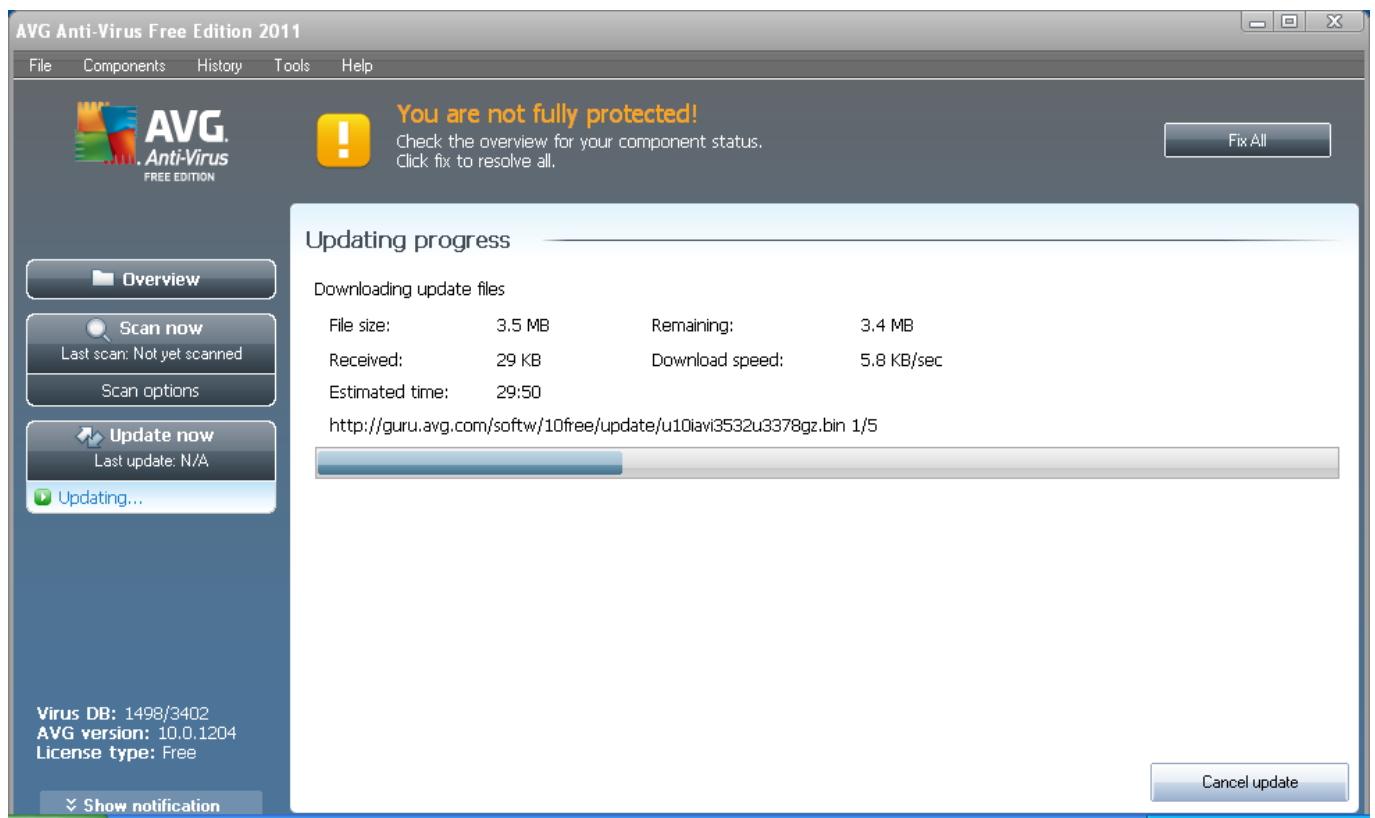 AVG Anti-Virus Free Edition 2011
File Components History Tools Help
AVG.
Anti-Virus
FREE EDITION
You are not fully protected!
Check the overview for your component status.
Click fix to resolve all.
Fix All
Overview
Scan now
Last scan: Not yet scanned
Scan options
Update now
Last update: N/A
Updating...
Virus DB: 1498/3402
AVG version: 10.0.1204
License type: Free
Show notification
Updating progress
Downloading update files
File size: 3.5 MB Remaining: 3.4 MB
Received: 29 KB Download speed: 5.8 KB/sec
Estimated time: 29:50
http://guru.avg.com/softw/10free/update/u10iavi3532u3378gz.bin 1/5
Cancel update